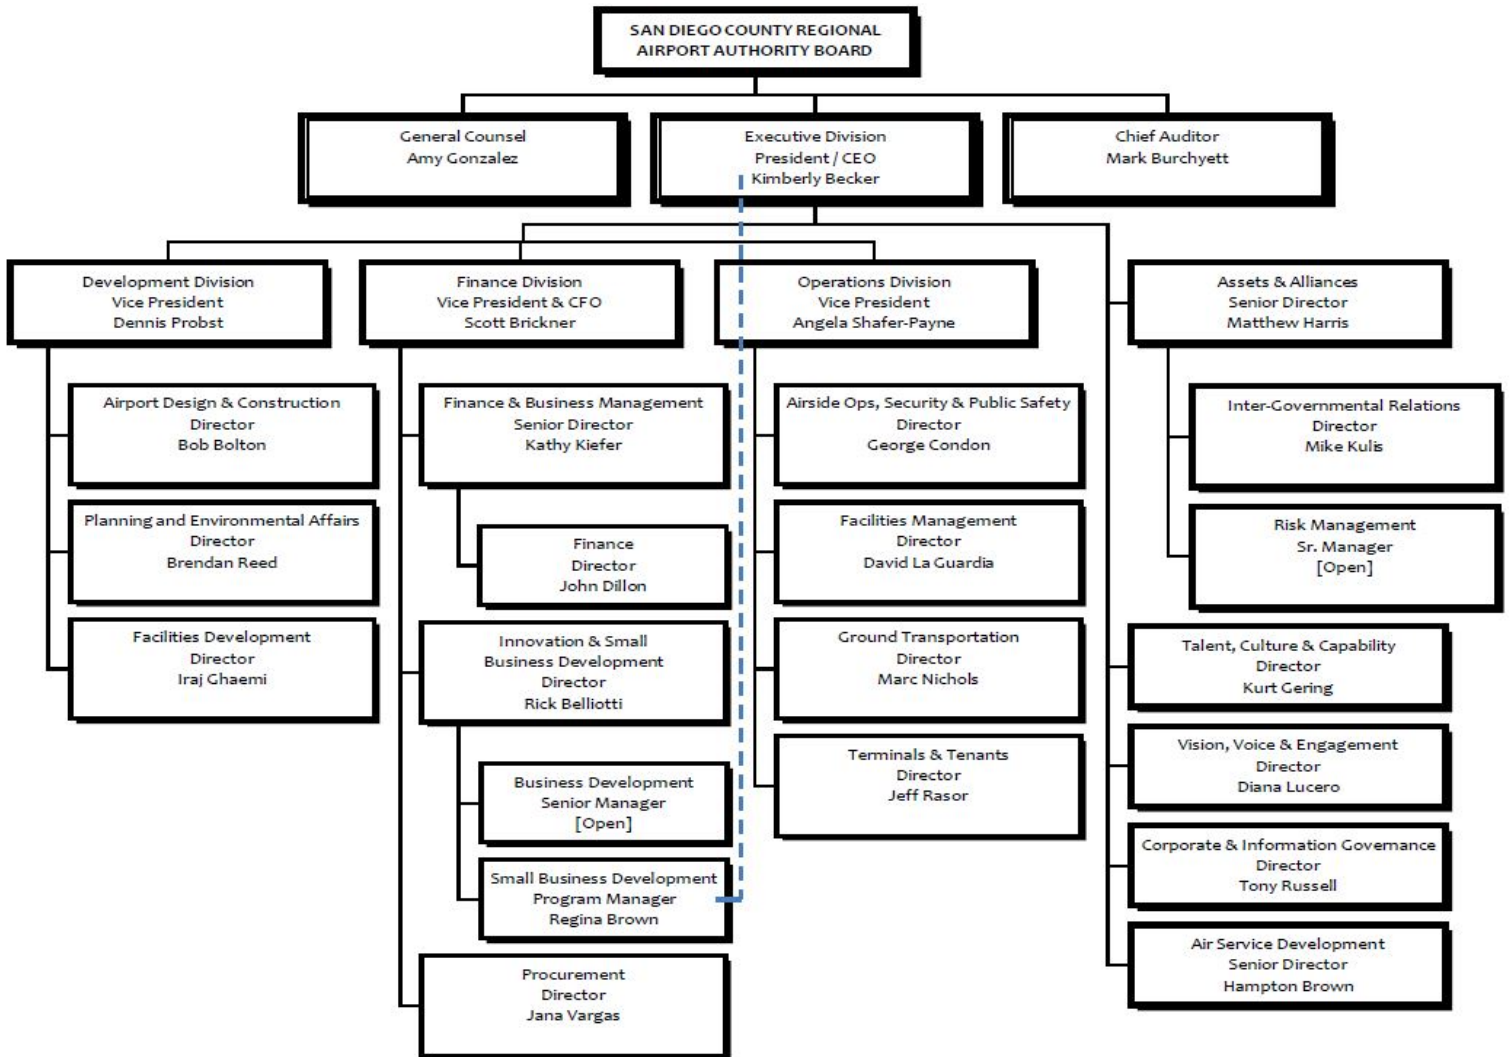 SAN DIEGO COUNTY REGIONAL
AIRPORT AUTHORITY BOARD
General Counsel
Amy Gonzalez
Executive Division
President / CEO
Kimberly Becker
Chief Auditor
Mark Burchyett
Development Division
Vice President
Dennis Probst
Finance Division
Vice President & CFO
Scott Brickner
Operations Division
Vice President
Angela Shafer-Payne
Assets & Alliances
Senior Director
Matthew Harris
Airport Design & Construction
Director
Bob Bolton
Planning and Environmental Affairs
Director
Brendan Reed
Facilities Development
Director
Iraj Ghaemi
Finance & Business Management
Senior Director
Kathy Kiefer
Finance
Director
John Dillon
Innovation & Small
Business Development
Director
Rick Belliotti
Business Development
Senior Manager
[Open]
Small Business Development
Program Manager
Regina Brown
Procurement
Director
Jana Vargas
Airside Ops, Security & Public Safety
Director
George Condon
Facilities Management
Director
David La Guardia
Ground Transportation
Director
Marc Nichols
Terminals & Tenants
Director
Jeff Rasor
Inter-Governmental Relations
Director
Mike Kulis
Risk Management
Sr. Manager
[Open]
Talent, Culture & Capability
Director
Kurt Gering
Vision, Voice & Engagement
Director
Diana Lucero
Corporate & Information Governance
Director
Tony Russell
Air Service Development
Senior Director
Hampton Brown